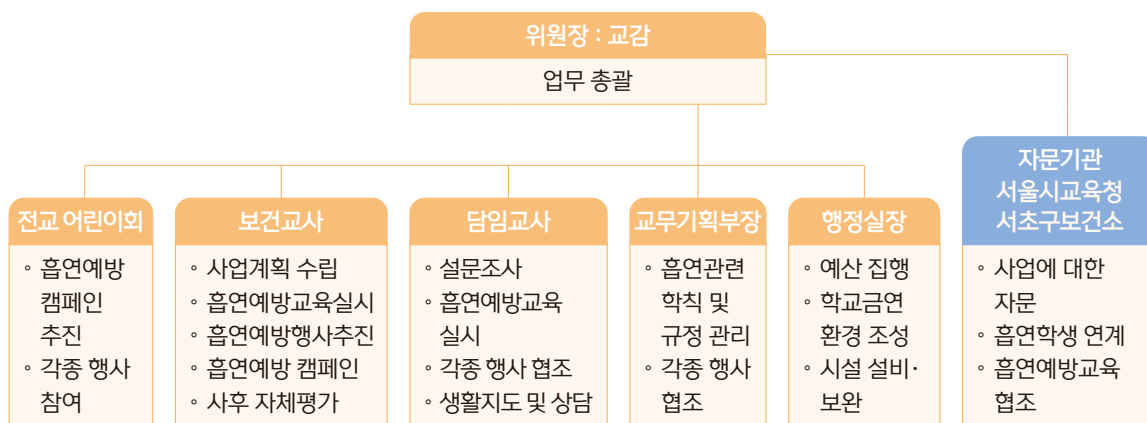 위원장 : 교감
업무 총괄
전교 어린이회
◦ 흡연예방
캠페인
추진
◦ 각종 행사
참여
보건교사
◦ 사업계획 수립
◦ 흡연예방교육실시
◦ 흡연예방행사추진
◦ 흡연예방 캠페인
◦ 사후 자체평가
담임교사
◦ 설문조사
◦ 흡연예방교육
실시
◦ 각종 행사 협조
◦ 생활지도 및 상담
교무기획부장
◦ 흡연관련
학칙 및
규정 관리
◦ 각종 행사
협조
행정실장
◦ 예산 집행
◦ 학교금연
환경 조성
◦ 시설 설비·
보완
자문기관
서울시교육청
서초구보건소
◦ 사업에 대한
자문
◦ 흡연학생 연계
◦ 흡연예방교육
협조